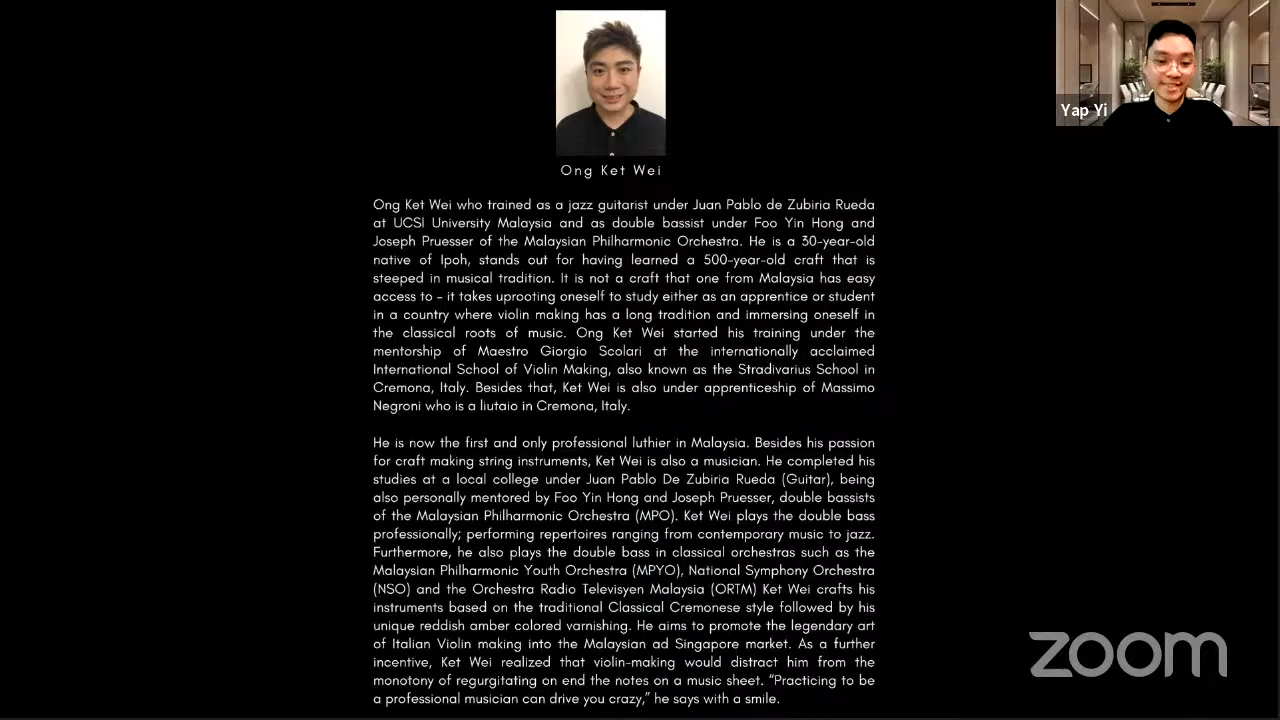 Yap Yi
Ong Ket Wei
Ong Ket Wei who trained as a jazz guitarist under Juan Pablo de Zubiria Rueda
at UCSI University Malaysia and as double bassist under Foo Yin Hong and
Joseph Pruesser of the Malaysian Philharmonic Orchestra. He is a 30-year-old
native of Ipoh, stands out for having learned a 500-year-old craft that is
steeped in musical tradition. It is not a craft that one from Malaysia has easy
access to - it takes uprooting oneself to study either as an apprentice or student
in a country where violin making has a long tradition and immersing oneself in
the classical roots of music. Ong Ket Wei started his training under the
mentorship of Maestro Giorgio Scolari at the internationally acclaimed
International School of Violin Making, also known as the Stradivarius School in
Cremona, Italy. Besides that, Ket Wei is also under apprenticeship of Massimo
Negroni who is a liutaio in Cremona, Italy.
He is now the first and only professional luthier in Malaysia. Besides his passion
for craft making string instruments, Ket Wei is also a musician. He completed his
studies at a local college under Juan Pablo De Zubiria Rueda (Guitar), being
also personally mentored by Foo Yin Hong and Joseph Pruesser, double bassists
of the Malaysian Philharmonic Orchestra (MPO). Ket Wei plays the double bass
professionally; performing repertoires ranging from contemporary music to jazz.
Furthermore, he also plays the double bass in classical orchestras such as the
Malaysian Philharmonic Youth Orchestra (MPYO), National Symphony Orchestra
(NSO) and the Orchestra Radio Televisyen Malaysia (ORTM) Ket Wei crafts his
instruments based on the traditional Classical Cremonese style followed by his
unique reddish amber colored varnishing. He aims to promote the legendary art
of Italian Violin making into the Malaysian ad Singapore market. As a further
incentive, Ket Wei realized that violin-making would distract him from the
monotony of regurgitating on end the notes on a music sheet. “Practicing to be
a professional musician can drive you crazy,” he says with a smile.
zoom